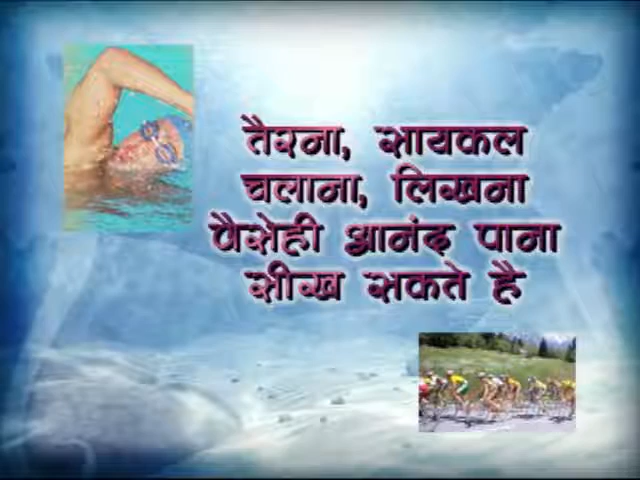 तैरना, सायकल
चलाना, लिखना
वैसेही आनंद पाना
सीख सकते है